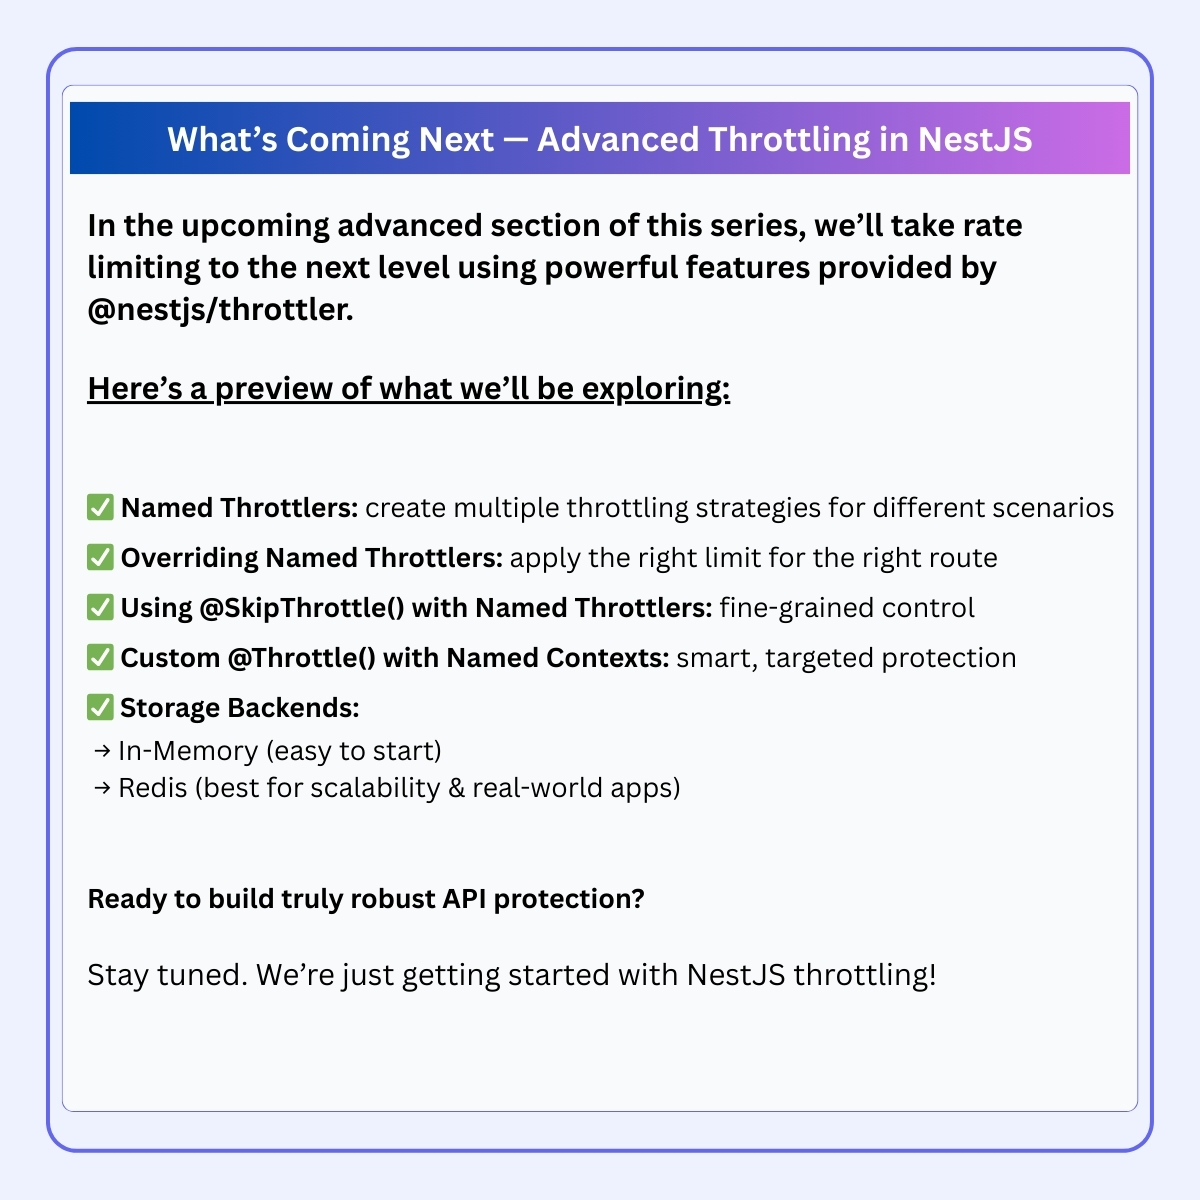 What’s Coming Next — Advanced Throttling in NestJS
In the upcoming advanced section of this series, we’ll take rate
limiting to the next level using powerful features provided by
@nestjs/throttler.
Here’s a preview of what we’ll be exploring:
✅ Named Throttlers: create multiple throttling strategies for different scenarios
✅ Overriding Named Throttlers: apply the right limit for the right route
✅ Using @SkipThrottle() with Named Throttlers: fine-grained control
✅ Custom @Throttle() with Named Contexts: smart, targeted protection
✅ Storage Backends:
→ In-Memory (easy to start)
→ Redis (best for scalability & real-world apps)
Ready to build truly robust API protection?
Stay tuned. We’re just getting started with NestJS throttling!